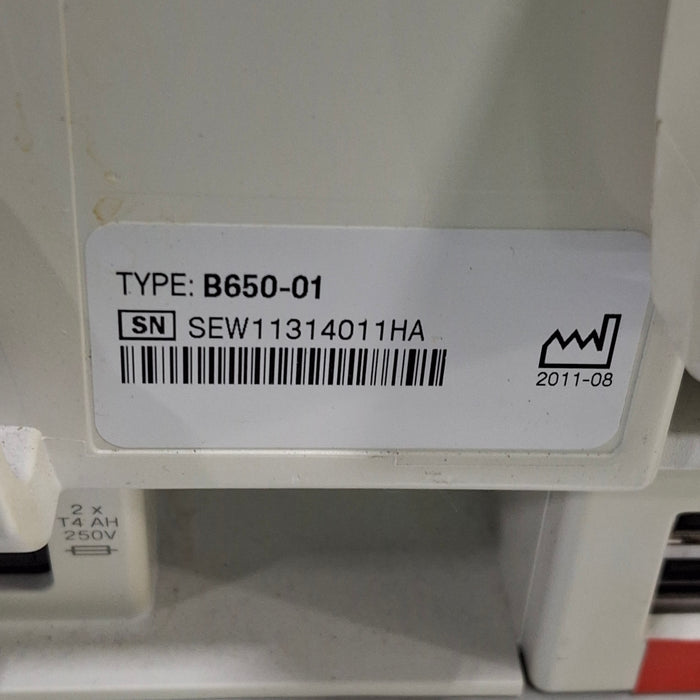 TYPE: B650-01
SN SEW11314011HA
2011-08
2 x
T4 AH
250V